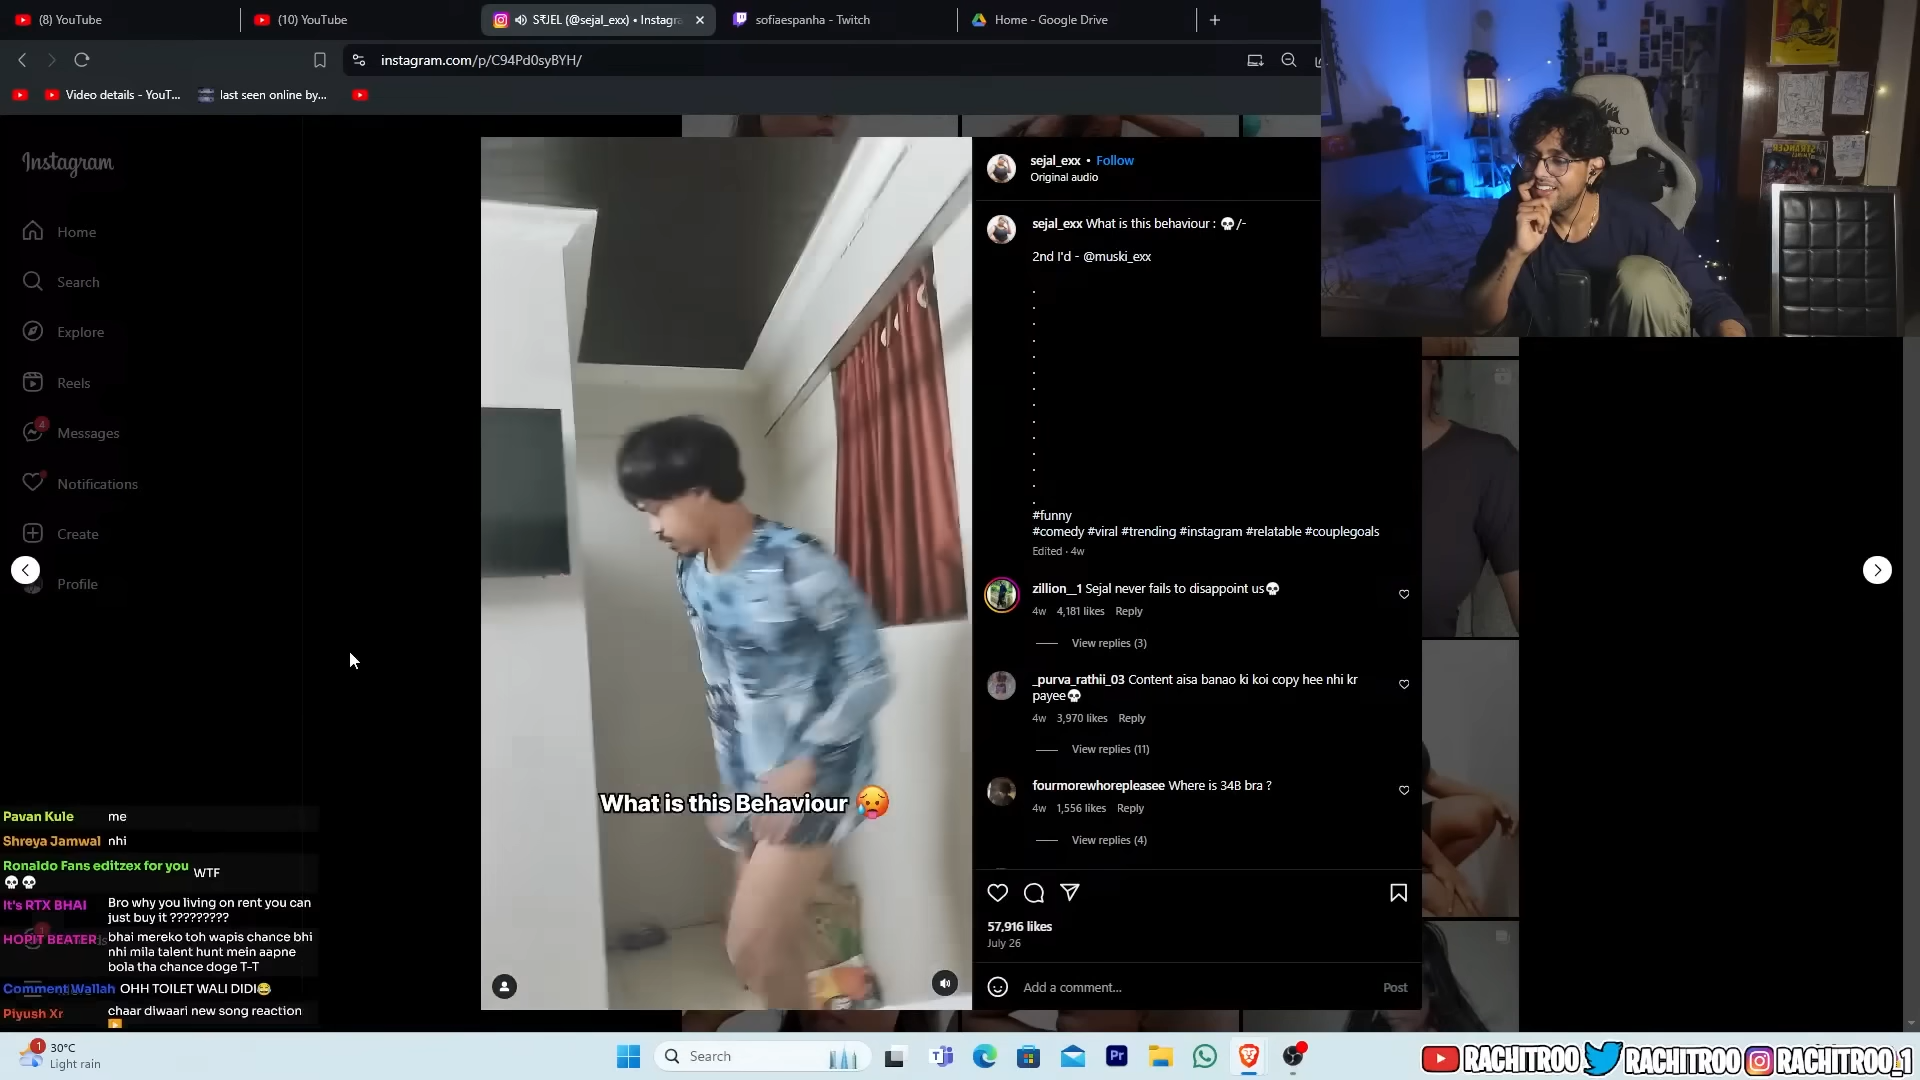 (8) YouTube
(10) YouTube
SꝛJEL (@sejal_exx) • Instagra
sofiaespanha - Twitch
Home - Google Drive
instagram.com/p/C94Pd0syBYH/
Video details - YouT...
last seen online by...
Instagram
Home
Search
Explore
Reels
4
Messages
Notifications
Create
Profile
sejal_exx • Follow
Original audio
sejal_exx What is this behaviour : 💀/-
2nd I'd - @muski_exx
.
.
.
.
.
.
.
.
.
.
.
.
.
.
#funny
#comedy #viral #trending #instagram #relatable #couplegoals
Edited · 4w
zillion__1 Sejal never fails to disappoint us💀
4w 4,181 likes Reply
View replies (3)
_purva_rathii_03 Content aisa banao ki koi copy hee nhi kr
payee💀
4w 3,970 likes Reply
View replies (11)
fourmorewhorepleasee Where is 34B bra ?
4w 1,556 likes Reply
View replies (4)
57,916 likes
July 26
Add a comment...
Post
What is this Behaviour 🥵
Pavan Kule me
Shreya Jamwal nhi
Ronaldo Fans editzex for you
💀💀 WTF
It's RTX BHAI Bro why you living on rent you can
just buy it ?????????
HOPIT BEATER bhai mereko toh wapis chance bhi
nhi mila talent hunt mein aapne
bola tha chance doge T-T
Comment Wallah OHH TOILET WALI DIDI😂
Piyush Xr chaar diwaari new song reaction
▶️
1
30°C
Light rain
Search
Pr
RACHITROO
RACHITROO
RACHITROO_1